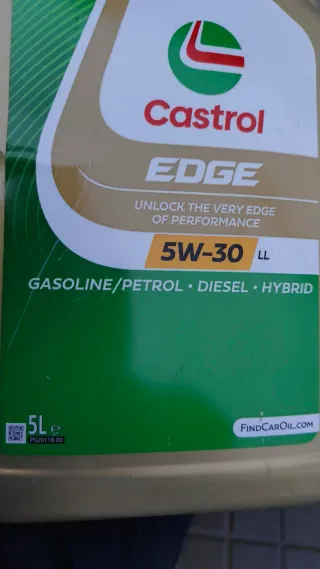 Castrol
EDGE
UNLOCK THE VERY EDGE
OF PERFORMANCE
5W-30 LL
GASOLINE/PETROL • DIESEL • HYBRID
5L e
FINDCAROIL.COM